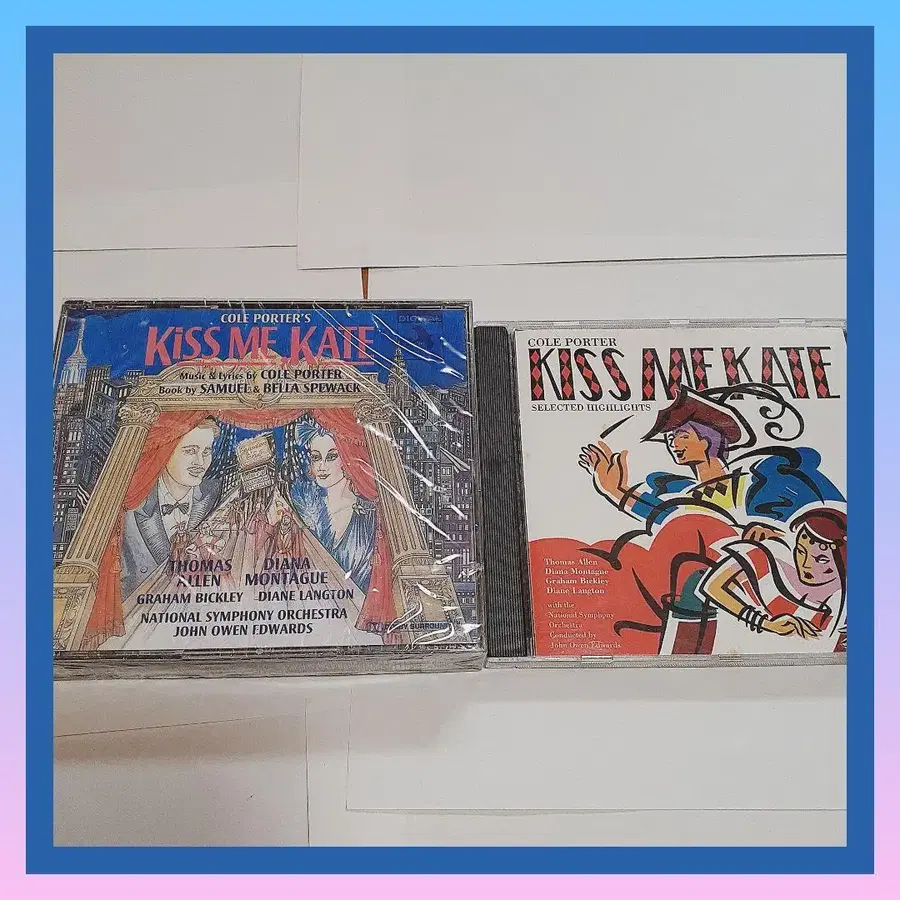 COLE PORTER'S
DIGITAL
KiSS ME KATE
Music & Lyrics by COLE PORTER
Book by SAMUEL & BELLA SPEWACK
THOMAS ALLEN
DIANA MONTAGUE
GRAHAM BICKLEY DIANE LANGTON
NATIONAL SYMPHONY ORCHESTRA
JOHN OWEN EDWARDS
SURROUND
COLE PORTER
KISS ME KATE
SELECTED HIGHLIGHTS
Thomas Allen
Diana Montague
Graham Bickley
Diane Langton
with the
National Symphony
Orchestra
Conducted by
John Owen Edwards